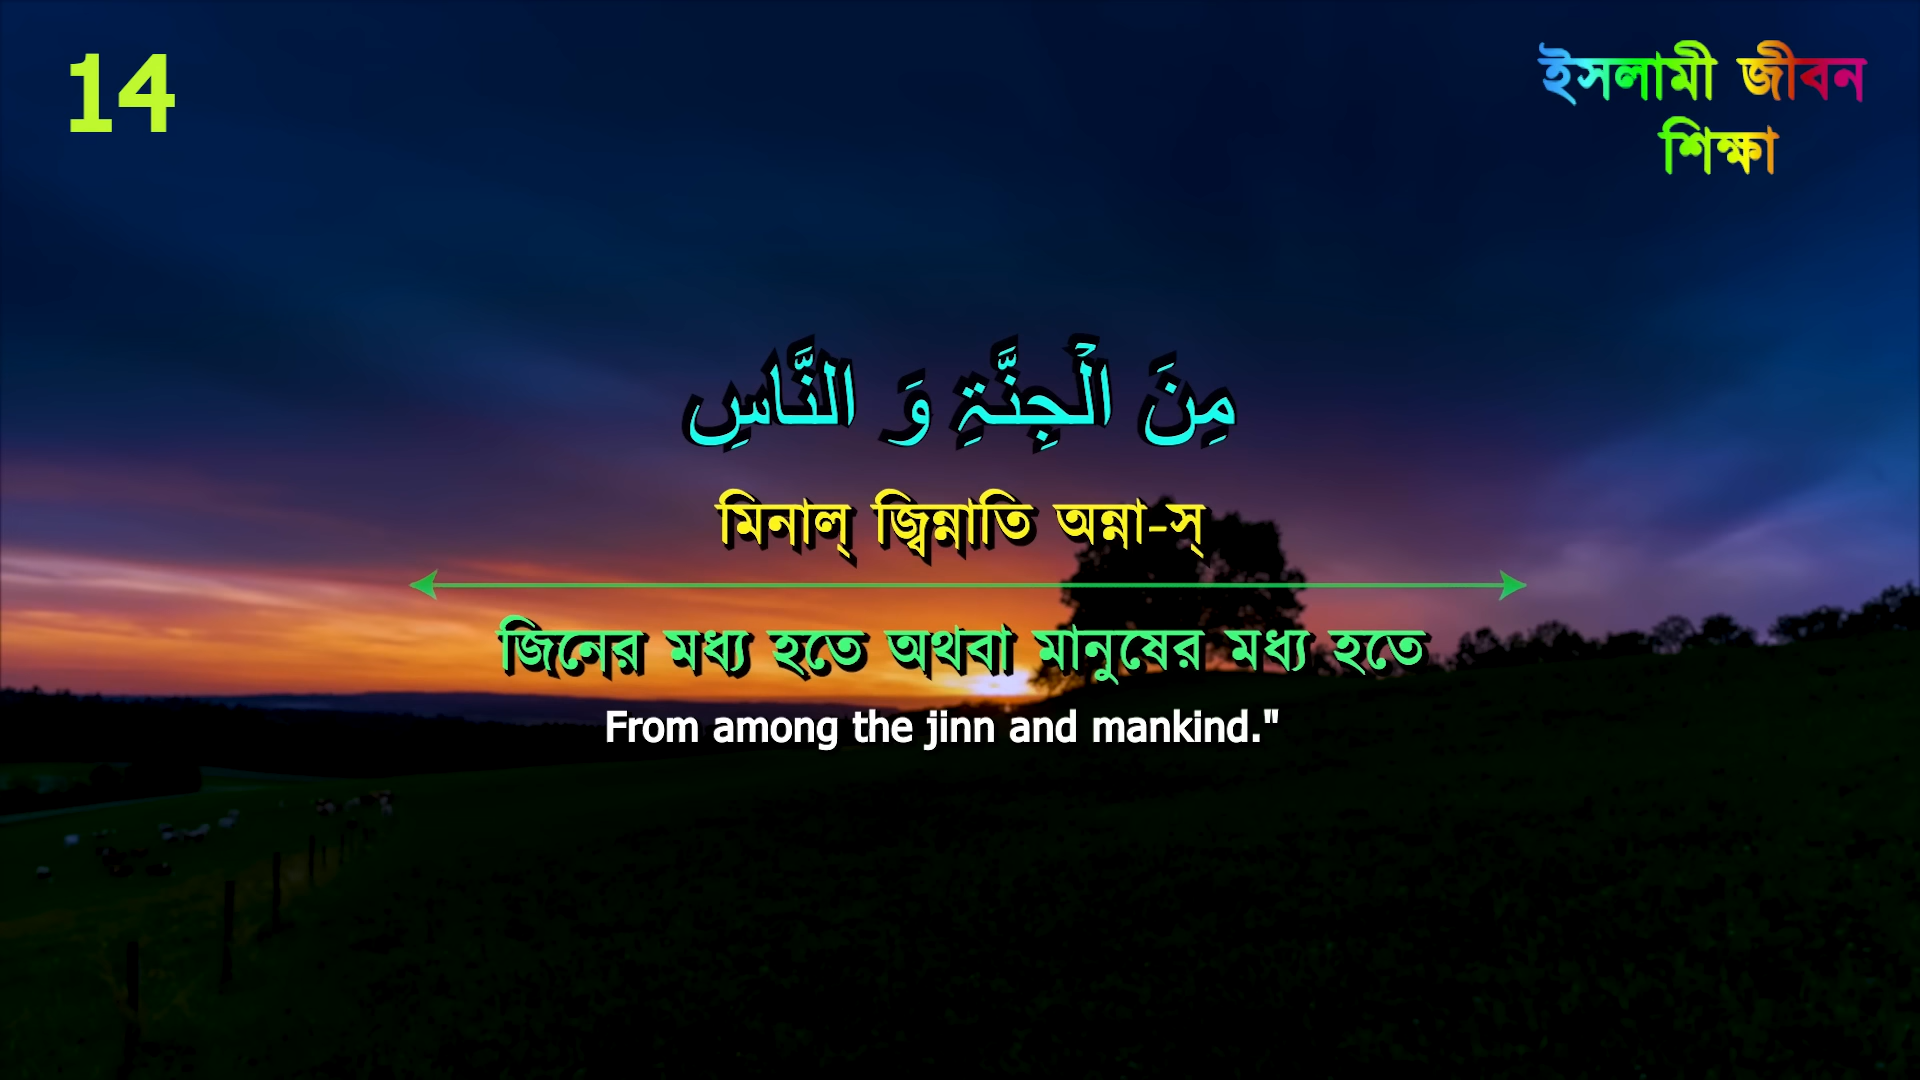 14
ইসলামী জীবন
শিক্ষা
مِنَ الْجِنَّۃِ وَ النَّاسِ
মিনাল্ জ্বিন্নাতি অন্না-স্
জিনের মধ্য হতে অথবা মানুষের মধ্য হতে
From among the jinn and mankind."